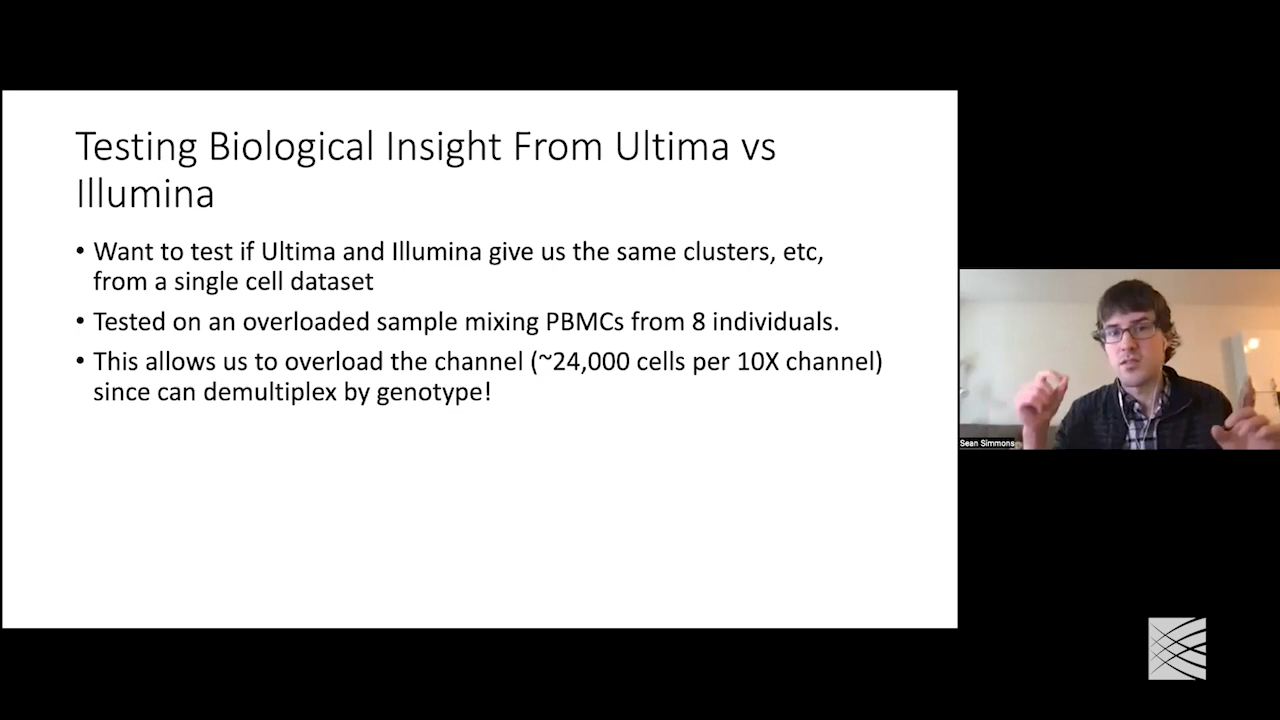 Testing Biological Insight From Ultima vs
Illumina
• Want to test if Ultima and Illumina give us the same clusters, etc,
from a single cell dataset
• Tested on an overloaded sample mixing PBMCs from 8 individuals.
• This allows us to overload the channel (~24,000 cells per 10X channel)
since can demultiplex by genotype!
Sean Simmons